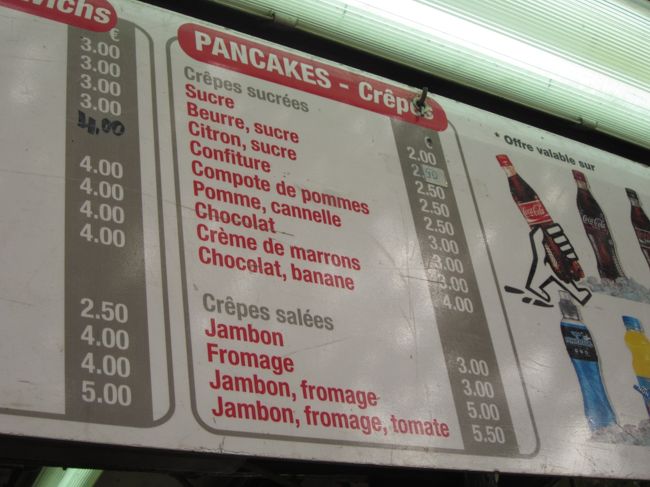 wichs
€
3.00
3.00
3.00
3.00
4,00
4.00
4.00
4.00
4.00
2.50
4.00
4.00
5.00
PANCAKES - Crêpes
Crêpes sucrées
Sucre 2.00
Beurre, sucre 2.50
Citron, sucre 2.50
Confiture 2.50
Compote de pommes 2.50
Pomme, cannelle 3.00
Chocolat 3.00
Crème de marrons 3.00
Chocolat, banane 4.00
Crêpes salées
Jambon 3.00
Fromage 3.00
Jambon, fromage 5.00
Jambon, fromage, tomate 5.50
* Offre valable sur
Coca-Cola
Coca-Cola